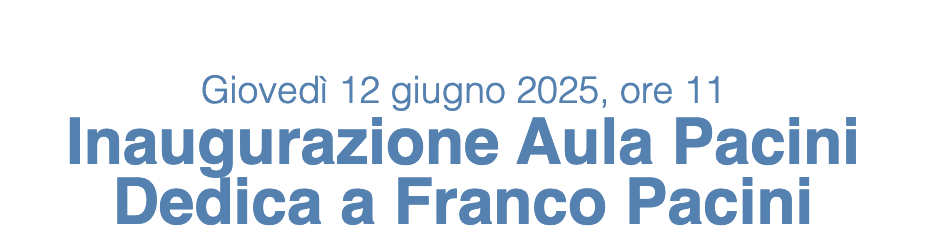 Giovedì 12 giugno 2025, ore 11
Inaugurazione Aula Pacini
Dedica a Franco Pacini